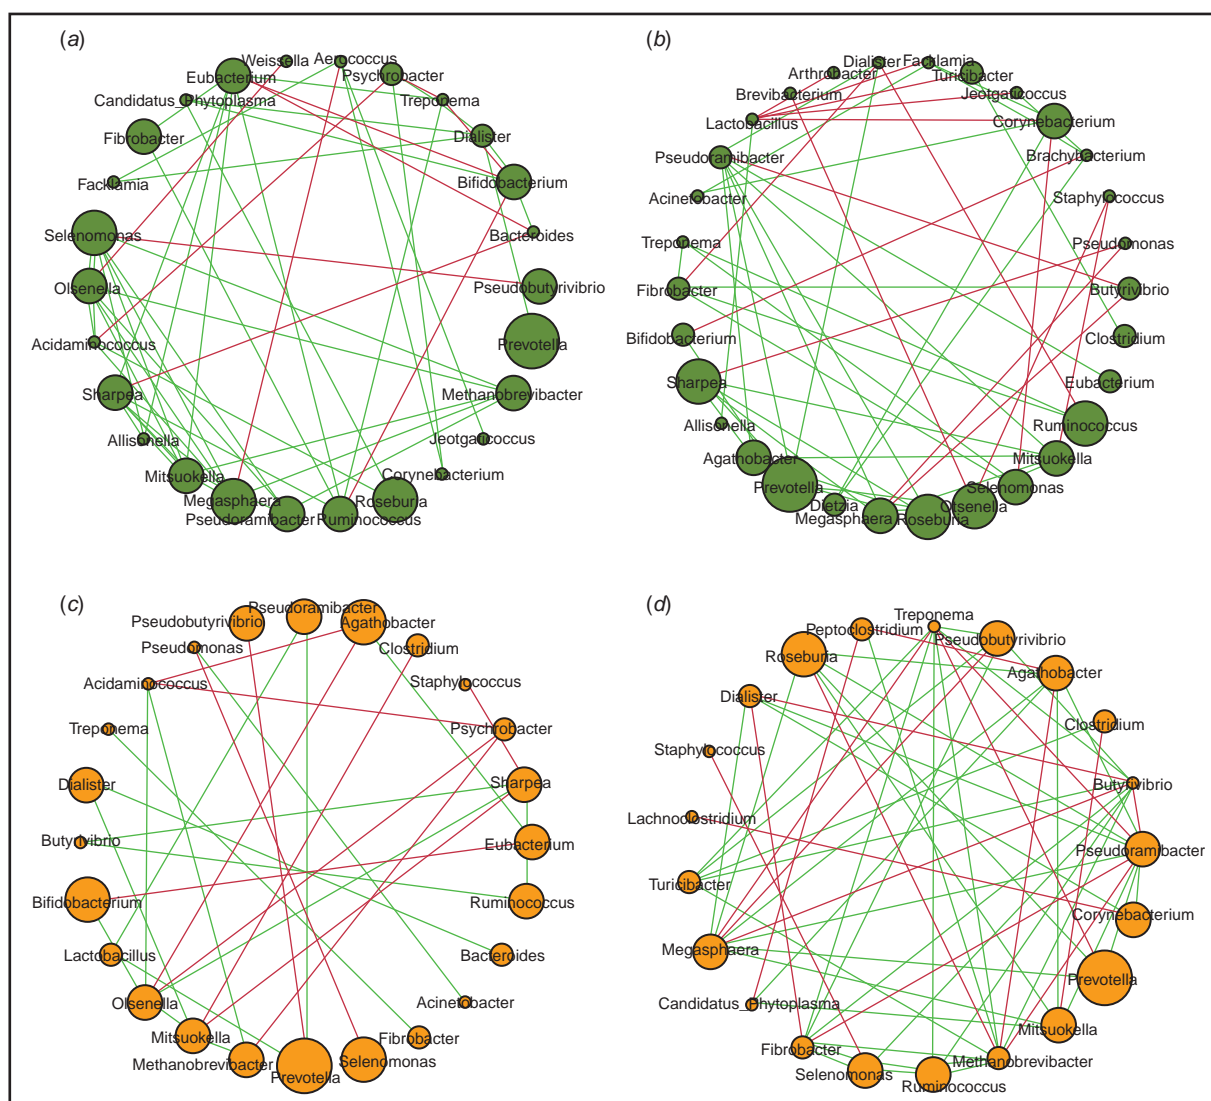 (a)
Weissella
Aerococcus
Eubacterium
Psychrobacter
Candidatus_Phytoplasma
Treponema
Fibrobacter
Dialister
Facklamia
Bifidobacterium
Selenomonas
Bacteroides
Olsenella
Pseudobutyrivibrio
Acidaminococcus
Prevotella
Sharpea
Methanobrevibacter
Allisonella
Jeotgaticoccus
Mitsuokella
Corynebacterium
Megasphaera
Roseburia
Pseudoramibacter
Ruminococcus
(b)
Dialister
Facklamia
Arthrobacter
Turicibacter
Brevibacterium
Jeotgaticoccus
Lactobacillus
Corynebacterium
Pseudoramibacter
Brachybacterium
Acinetobacter
Staphylococcus
Treponema
Pseudomonas
Fibrobacter
Butyrivibrio
Bifidobacterium
Clostridium
Sharpea
Eubacterium
Allisonella
Ruminococcus
Agathobacter
Mitsuokella
Prevotella
Selenomonas
Dietzia
Otsenella
Megasphaera
Roseburia
(c)
Pseudoramibacter
Pseudobutyrivibrio
Agathobacter
Pseudomonas
Clostridium
Acidaminococcus
Staphylococcus
Treponema
Psychrobacter
Dialister
Sharpea
Butyrivibrio
Eubacterium
Bifidobacterium
Ruminococcus
Lactobacillus
Bacteroides
Olsenella
Acinetobacter
Mitsuokella
Fibrobacter
Methanobrevibacter
Selenomonas
Prevotella
(d)
Treponema
Peptoclostridium
Pseudobutyrivibrio
Roseburia
Agathobacter
Dialister
Clostridium
Staphylococcus
Butyrivibrio
Lachnoclostridium
Pseudoramibacter
Turicibacter
Corynebacterium
Megasphaera
Prevotella
Candidatus_Phytoplasma
Mitsuokella
Fibrobacter
Methanobrevibacter
Selenomonas
Ruminococcus